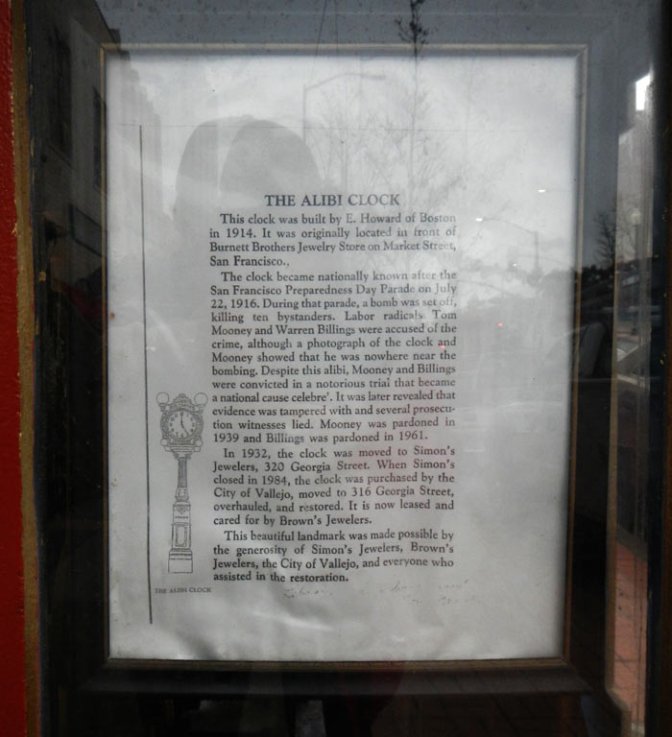 THE ALIBI CLOCK
This clock was built by E. Howard of Boston
in 1914. It was originally located in front of
Burnett Brothers Jewelry Store on Market Street,
San Francisco.,
The clock became nationally known after the
San Francisco Preparedness Day Parade on July
22, 1916. During that parade, a bomb was set off,
killing ten bystanders. Labor radicals Tom
Mooney and Warren Billings were accused of the
crime, although a photograph of the clock and
Mooney showed that he was nowhere near the
bombing. Despite this alibi, Mooney and Billings
were convicted in a notorious trial that became
a national cause celebre'. It was later revealed that
evidence was tampered with and several prosecu-
tion witnesses lied. Mooney was pardoned in
1939 and Billings was pardoned in 1961.
In 1932, the clock was moved to Simon's
Jewelers, 320 Georgia Street. When Simon's
closed in 1984, the clock was purchased by the
City of Vallejo, moved to 316 Georgia Street,
overhauled, and restored. It is now leased and
cared for by Brown's Jewelers.
This beautiful landmark was made possible by
the generosity of Simon's Jewelers, Brown's
Jewelers, the City of Vallejo, and everyone who
assisted in the restoration.
THE ALIBI CLOCK